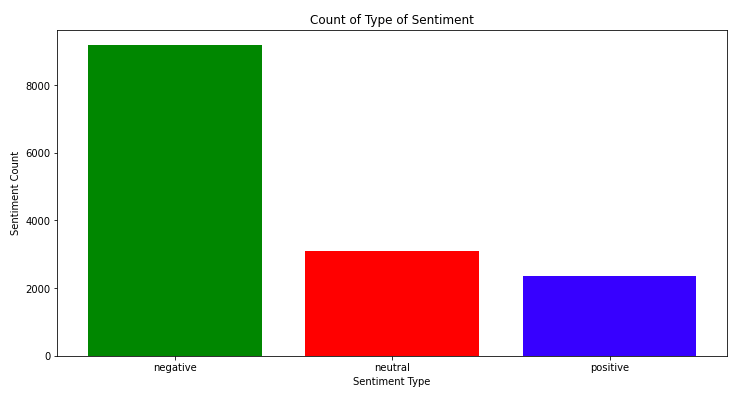 Count of Type of Sentiment
8000
6000
4000
2000
0
Sentiment Count
negative
neutral
positive
Sentiment Type